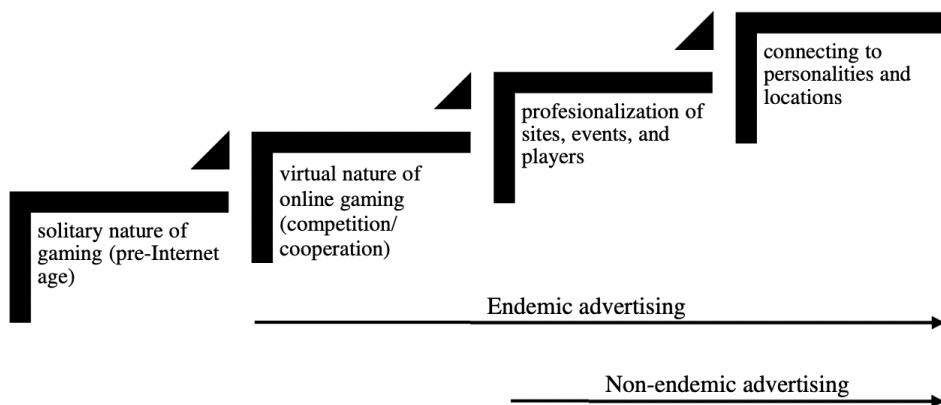 solitary nature of
gaming (pre-Internet
age)
virtual nature of
online gaming
(competition/
cooperation)
profesionalization of
sites, events, and
players
connecting to
personalities and
locations
Endemic advertising
Non-endemic advertising